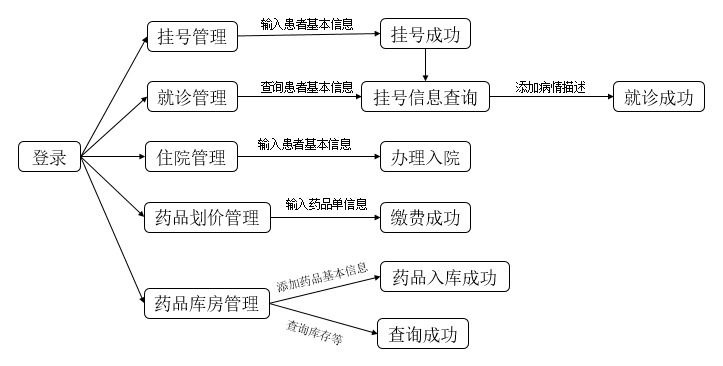 输入患者基本信息
挂号管理
挂号成功
查询患者基本信息
添加病情描述
就诊管理
挂号信息查询
就诊成功
输入患者基本信息
登录
住院管理
办理入院
输入药品单信息
药品划价管理
缴费成功
添加药品基本信息
药品入库成功
药品库房管理
查询库存等
查询成功